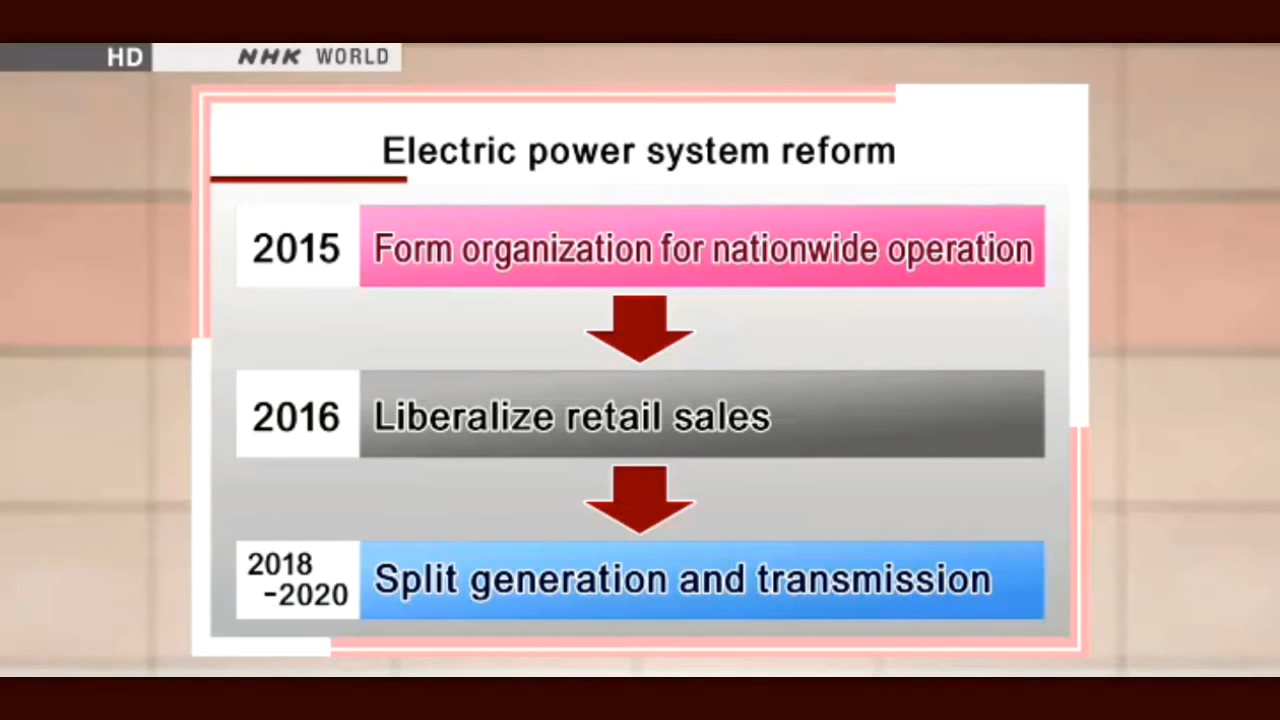 HD NHK WORLD
Electric power system reform
2015 Form organization for nationwide operation
2016 Liberalize retail sales
2018
-2020
Split generation and transmission